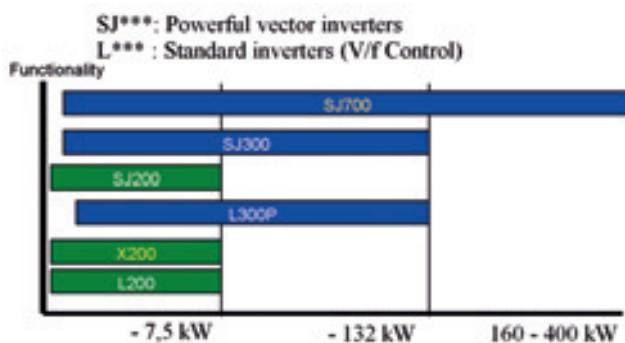 SJ***: Powerful vector inverters
L*** : Standard inverters (V/f Control)
Functionality
SJ700
SJ300
SJ200
L300P
X200
L200
- 7,5 kW - 132 kW 160 - 400 kW